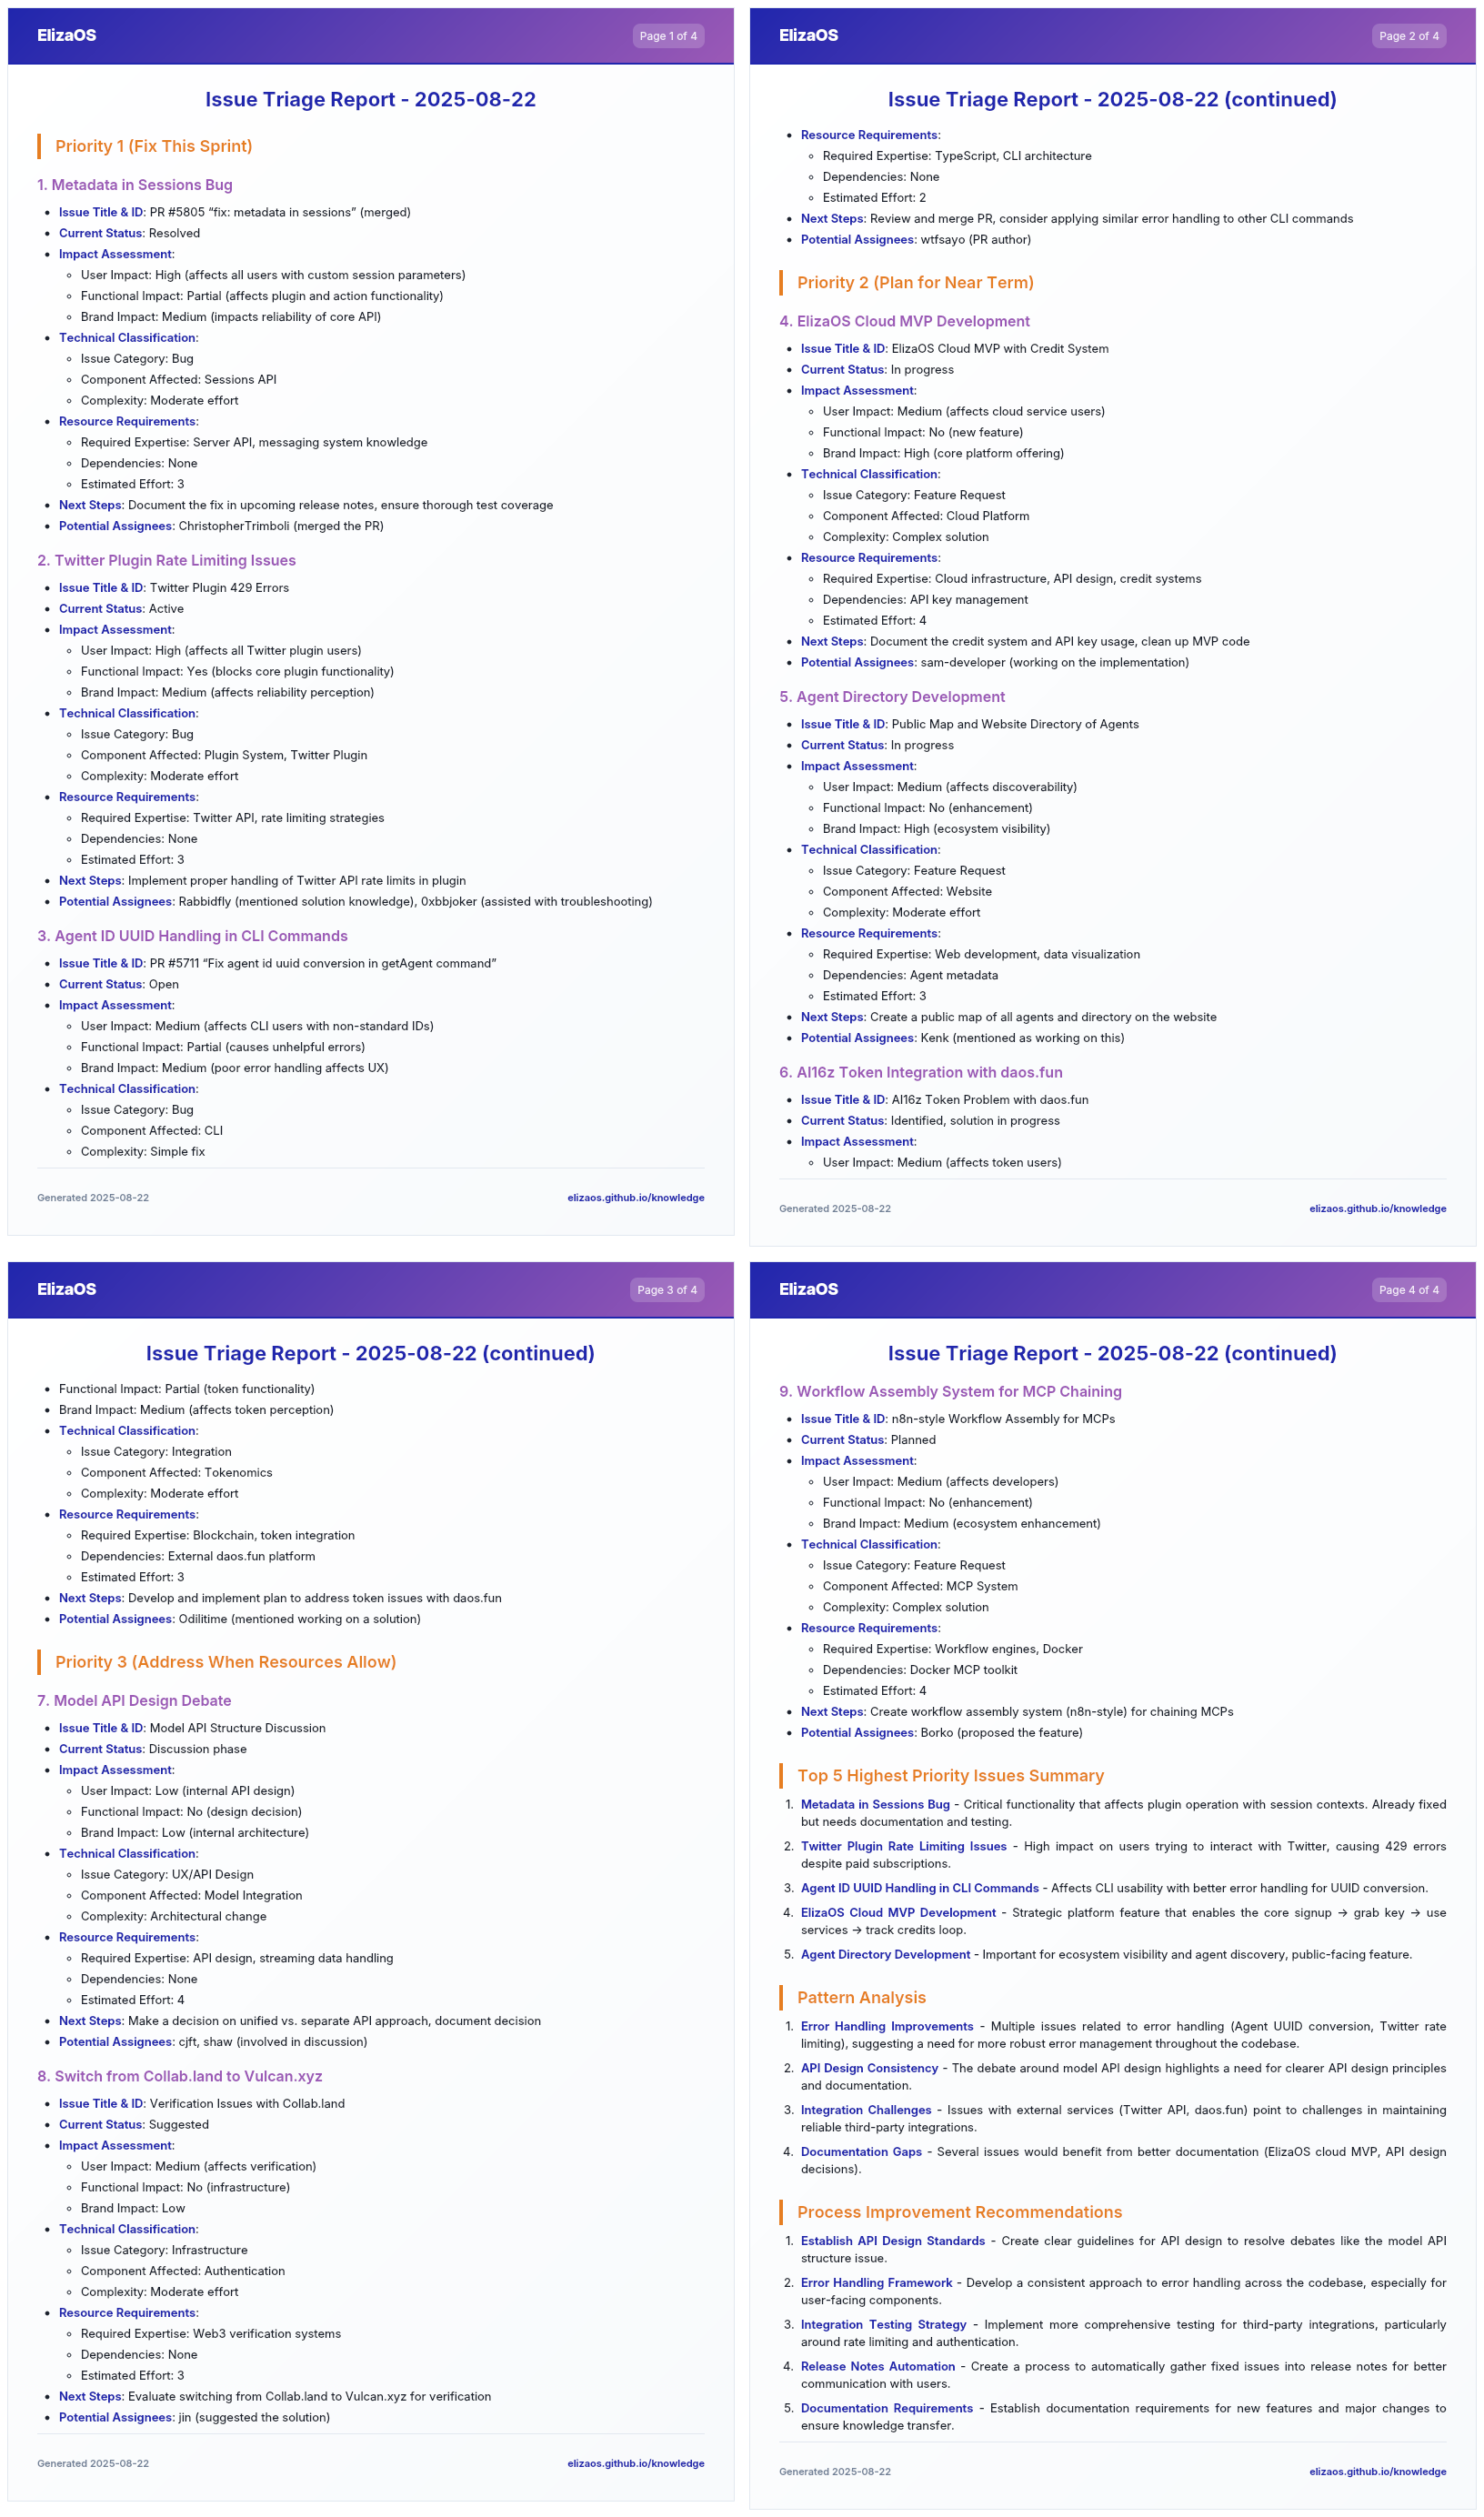 ElizaOS
Page 1 of 4
Issue Triage Report - 2025-08-22
Priority 1 (Fix This Sprint)
1. Metadata in Sessions Bug
• Issue Title & ID: PR #5805 “fix: metadata in sessions” (merged)
• Current Status: Resolved
• Impact Assessment:
◦ User Impact: High (affects all users with custom session parameters)
◦ Functional Impact: Partial (affects plugin and action functionality)
◦ Brand Impact: Medium (impacts reliability of core API)
• Technical Classification:
◦ Issue Category: Bug
◦ Component Affected: Sessions API
◦ Complexity: Moderate effort
• Resource Requirements:
◦ Required Expertise: Server API, messaging system knowledge
◦ Dependencies: None
◦ Estimated Effort: 3
• Next Steps: Document the fix in upcoming release notes, ensure thorough test coverage
• Potential Assignees: ChristopherTrimboli (merged the PR)
2. Twitter Plugin Rate Limiting Issues
• Issue Title & ID: Twitter Plugin 429 Errors
• Current Status: Active
• Impact Assessment:
◦ User Impact: High (affects all Twitter plugin users)
◦ Functional Impact: Yes (blocks core plugin functionality)
◦ Brand Impact: Medium (affects reliability perception)
• Technical Classification:
◦ Issue Category: Bug
◦ Component Affected: Plugin System, Twitter Plugin
◦ Complexity: Moderate effort
• Resource Requirements:
◦ Required Expertise: Twitter API, rate limiting strategies
◦ Dependencies: None
◦ Estimated Effort: 3
• Next Steps: Implement proper handling of Twitter API rate limits in plugin
• Potential Assignees: Rabbidfly (mentioned solution knowledge), 0xbbjoker (assisted with troubleshooting)
3. Agent ID UUID Handling in CLI Commands
• Issue Title & ID: PR #5711 “Fix agent id uuid conversion in getAgent command”
• Current Status: Open
• Impact Assessment:
◦ User Impact: Medium (affects CLI users with non-standard IDs)
◦ Functional Impact: Partial (causes unhelpful errors)
◦ Brand Impact: Medium (poor error handling affects UX)
• Technical Classification:
◦ Issue Category: Bug
◦ Component Affected: CLI
◦ Complexity: Simple fix
Generated 2025-08-22
elizaos.github.io/knowledge
ElizaOS
Page 2 of 4
Issue Triage Report - 2025-08-22 (continued)
• Resource Requirements:
◦ Required Expertise: TypeScript, CLI architecture
◦ Dependencies: None
◦ Estimated Effort: 2
• Next Steps: Review and merge PR, consider applying similar error handling to other CLI commands
• Potential Assignees: wtfsayo (PR author)
Priority 2 (Plan for Near Term)
4. ElizaOS Cloud MVP Development
• Issue Title & ID: ElizaOS Cloud MVP with Credit System
• Current Status: In progress
• Impact Assessment:
◦ User Impact: Medium (affects cloud service users)
◦ Functional Impact: No (new feature)
◦ Brand Impact: High (core platform offering)
• Technical Classification:
◦ Issue Category: Feature Request
◦ Component Affected: Cloud Platform
◦ Complexity: Complex solution
• Resource Requirements:
◦ Required Expertise: Cloud infrastructure, API design, credit systems
◦ Dependencies: API key management
◦ Estimated Effort: 4
• Next Steps: Document the credit system and API key usage, clean up MVP code
• Potential Assignees: sam-developer (working on the implementation)
5. Agent Directory Development
• Issue Title & ID: Public Map and Website Directory of Agents
• Current Status: In progress
• Impact Assessment:
◦ User Impact: Medium (affects discoverability)
◦ Functional Impact: No (enhancement)
◦ Brand Impact: High (ecosystem visibility)
• Technical Classification:
◦ Issue Category: Feature Request
◦ Component Affected: Website
◦ Complexity: Moderate effort
• Resource Requirements:
◦ Required Expertise: Web development, data visualization
◦ Dependencies: Agent metadata
◦ Estimated Effort: 3
• Next Steps: Create a public map of all agents and directory on the website
• Potential Assignees: Kenk (mentioned as working on this)
6. AI16z Token Integration with daos.fun
• Issue Title & ID: AI16z Token Problem with daos.fun
• Current Status: Identified, solution in progress
• Impact Assessment:
◦ User Impact: Medium (affects token users)
Generated 2025-08-22
elizaos.github.io/knowledge
ElizaOS
Page 3 of 4
Issue Triage Report - 2025-08-22 (continued)
• Functional Impact: Partial (token functionality)
• Brand Impact: Medium (affects token perception)
• Technical Classification:
◦ Issue Category: Integration
◦ Component Affected: Tokenomics
◦ Complexity: Moderate effort
• Resource Requirements:
◦ Required Expertise: Blockchain, token integration
◦ Dependencies: External daos.fun platform
◦ Estimated Effort: 3
• Next Steps: Develop and implement plan to address token issues with daos.fun
• Potential Assignees: Odilitime (mentioned working on a solution)
Priority 3 (Address When Resources Allow)
7. Model API Design Debate
• Issue Title & ID: Model API Structure Discussion
• Current Status: Discussion phase
• Impact Assessment:
◦ User Impact: Low (internal API design)
◦ Functional Impact: No (design decision)
◦ Brand Impact: Low (internal architecture)
• Technical Classification:
◦ Issue Category: UX/API Design
◦ Component Affected: Model Integration
◦ Complexity: Architectural change
• Resource Requirements:
◦ Required Expertise: API design, streaming data handling
◦ Dependencies: None
◦ Estimated Effort: 4
• Next Steps: Make a decision on unified vs. separate API approach, document decision
• Potential Assignees: cjft, shaw (involved in discussion)
8. Switch from Collab.land to Vulcan.xyz
• Issue Title & ID: Verification Issues with Collab.land
• Current Status: Suggested
• Impact Assessment:
◦ User Impact: Medium (affects verification)
◦ Functional Impact: No (infrastructure)
◦ Brand Impact: Low
• Technical Classification:
◦ Issue Category: Infrastructure
◦ Component Affected: Authentication
◦ Complexity: Moderate effort
• Resource Requirements:
◦ Required Expertise: Web3 verification systems
◦ Dependencies: None
◦ Estimated Effort: 3
• Next Steps: Evaluate switching from Collab.land to Vulcan.xyz for verification
• Potential Assignees: jin (suggested the solution)
Generated 2025-08-22
elizaos.github.io/knowledge
ElizaOS
Page 4 of 4
Issue Triage Report - 2025-08-22 (continued)
9. Workflow Assembly System for MCP Chaining
• Issue Title & ID: n8n-style Workflow Assembly for MCPs
• Current Status: Planned
• Impact Assessment:
◦ User Impact: Medium (affects developers)
◦ Functional Impact: No (enhancement)
◦ Brand Impact: Medium (ecosystem enhancement)
• Technical Classification:
◦ Issue Category: Feature Request
◦ Component Affected: MCP System
◦ Complexity: Complex solution
• Resource Requirements:
◦ Required Expertise: Workflow engines, Docker
◦ Dependencies: Docker MCP toolkit
◦ Estimated Effort: 4
• Next Steps: Create workflow assembly system (n8n-style) for chaining MCPs
• Potential Assignees: Borko (proposed the feature)
Top 5 Highest Priority Issues Summary
1. Metadata in Sessions Bug - Critical functionality that affects plugin operation with session contexts. Already fixed
but needs documentation and testing.
2. Twitter Plugin Rate Limiting Issues - High impact on users trying to interact with Twitter, causing 429 errors
despite paid subscriptions.
3. Agent ID UUID Handling in CLI Commands - Affects CLI usability with better error handling for UUID conversion.
4. ElizaOS Cloud MVP Development - Strategic platform feature that enables the core signup → grab key → use
services → track credits loop.
5. Agent Directory Development - Important for ecosystem visibility and agent discovery, public-facing feature.
Pattern Analysis
1. Error Handling Improvements - Multiple issues related to error handling (Agent UUID conversion, Twitter rate
limiting), suggesting a need for more robust error management throughout the codebase.
2. API Design Consistency - The debate around model API design highlights a need for clearer API design principles
and documentation.
3. Integration Challenges - Issues with external services (Twitter API, daos.fun) point to challenges in maintaining
reliable third-party integrations.
4. Documentation Gaps - Several issues would benefit from better documentation (ElizaOS cloud MVP, API design
decisions).
Process Improvement Recommendations
1. Establish API Design Standards - Create clear guidelines for API design to resolve debates like the model API
structure issue.
2. Error Handling Framework - Develop a consistent approach to error handling across the codebase, especially for
user-facing components.
3. Integration Testing Strategy - Implement more comprehensive testing for third-party integrations, particularly
around rate limiting and authentication.
4. Release Notes Automation - Create a process to automatically gather fixed issues into release notes for better
communication with users.
5. Documentation Requirements - Establish documentation requirements for new features and major changes to
ensure knowledge transfer.
Generated 2025-08-22
elizaos.github.io/knowledge